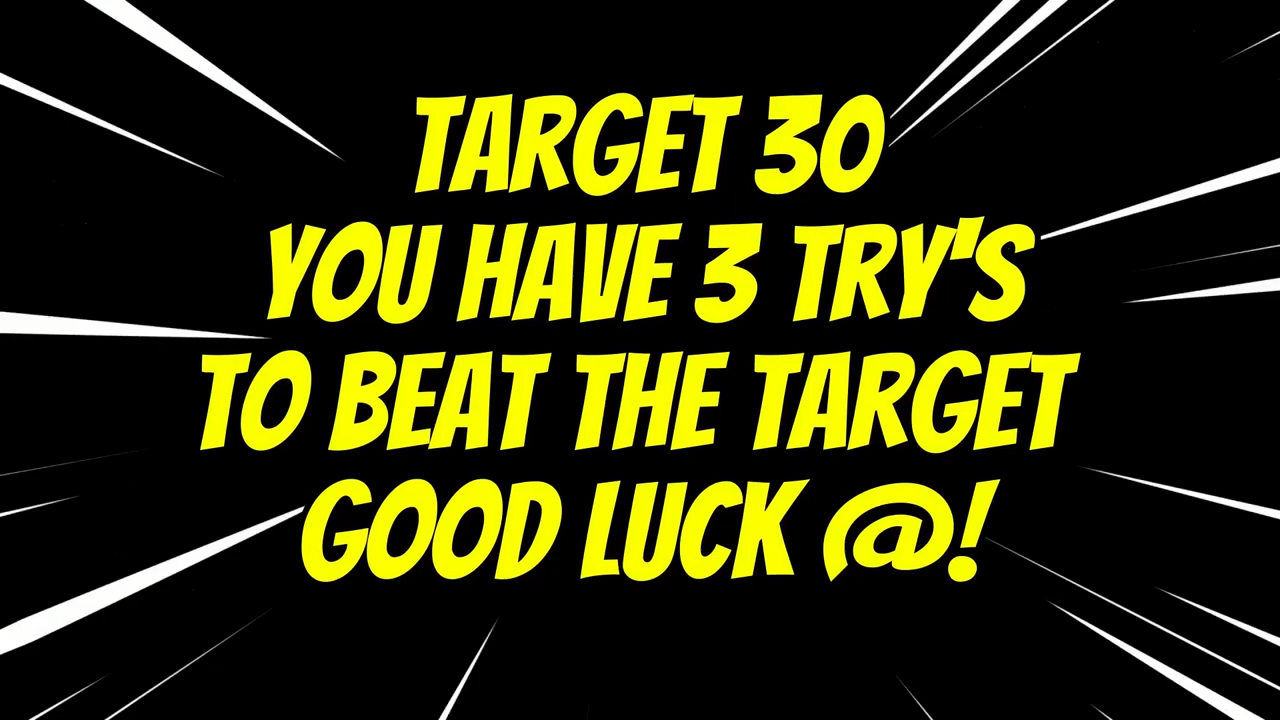 TARGET 30
YOU HAVE 3 TRY'S
TO BEAT THE TARGET
GOOD LUCK @!